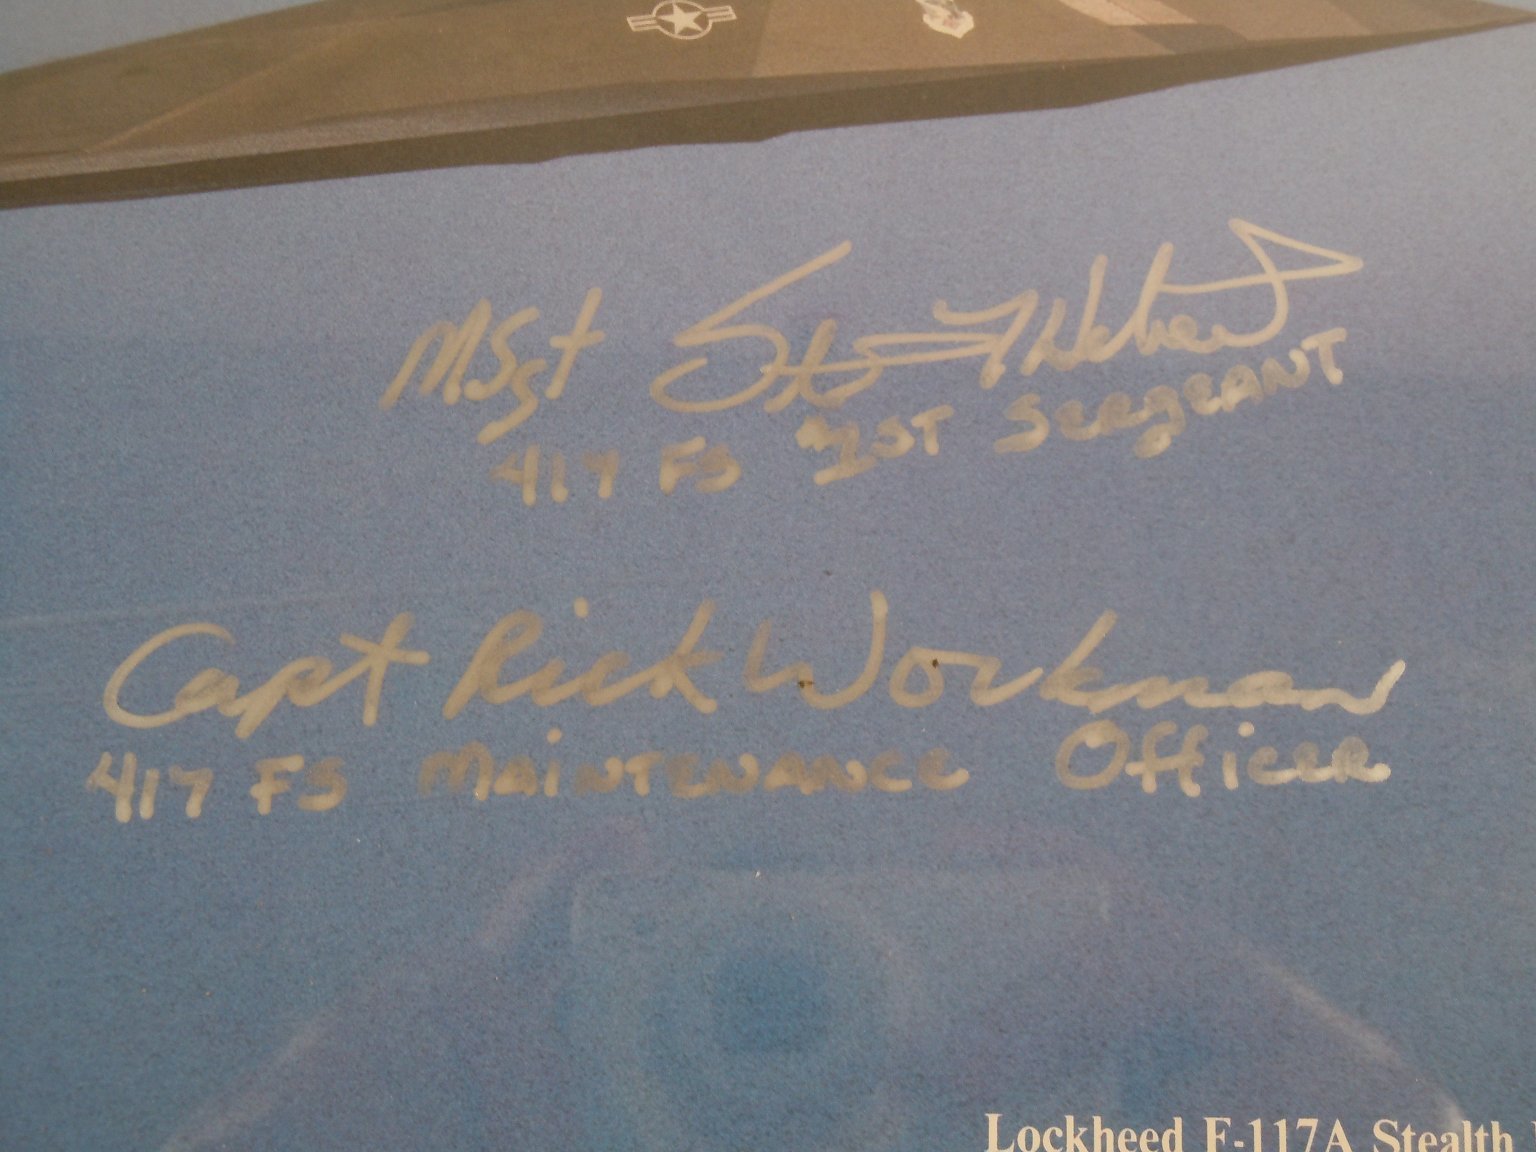 MSgt
417 FS 1ST SERGEANT
Capt Rick Workman
417 FS MAINTENANCE OFFICER
Lockheed F-117A Stealth